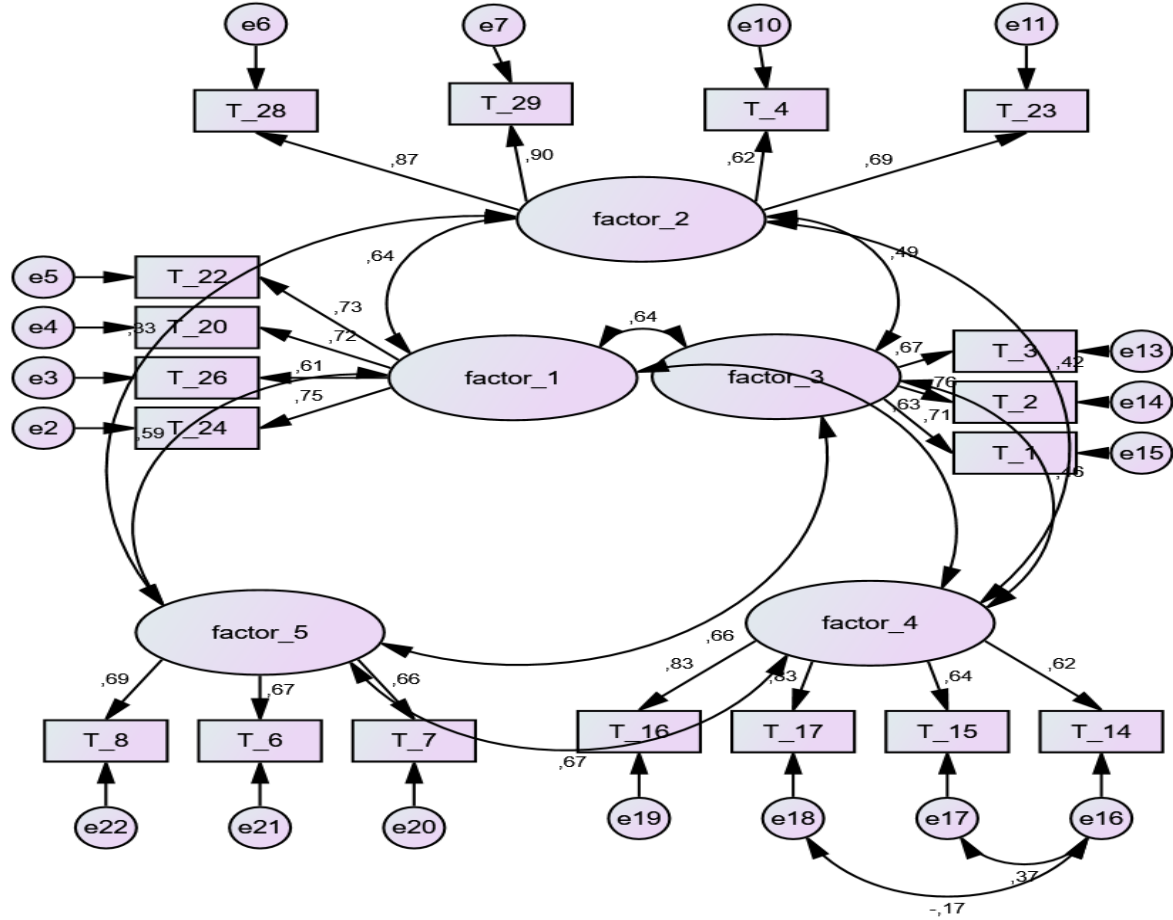 e6
e7
e10
e11
T_28
T_29
T_4
T_23
,87
,90
,62
,69
factor_2
,64
,49
e5
T_22
e4
T_20
,33
e3
T_26
e2
T_24
,59
,73
,72
,61
,75
factor_1
,64
factor_3
,67
,76
,63
,71
T_3
,42
e13
T_2
e14
T_1
e15
,46
factor_5
factor_4
,66
,69
,67
,66
,83
,83
,64
,62
T_8
T_6
T_7
T_16
T_17
T_15
T_14
,67
e22
e21
e20
e19
e18
e17
e16
,37
-,17